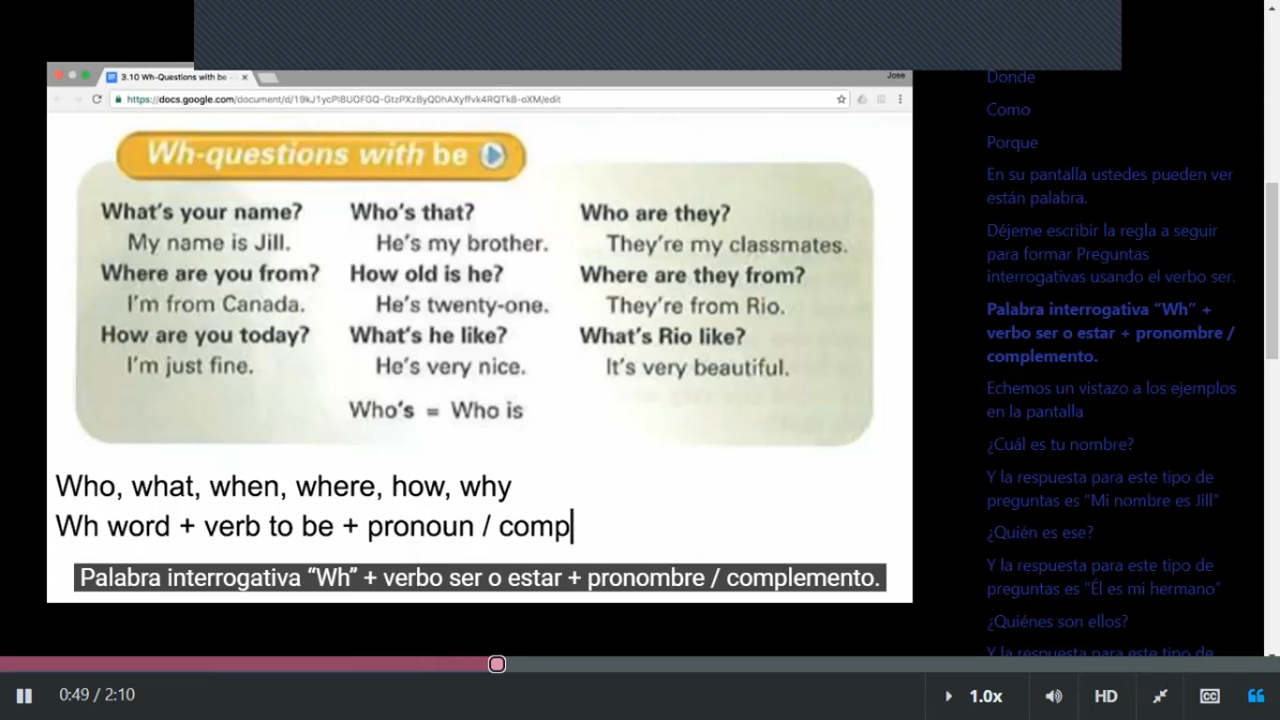 3.10 Wh-Questions with be -
Jose
https://docs.google.com/document/d/
Wh-questions with be
What's your name?
My name is Jill.
Where are you from?
I'm from Canada.
How are you today?
I'm just fine.
Who's that?
He's my brother.
How old is he?
He's twenty-one.
What's he like?
He's very nice.
Who's = Who is
Who are they?
They're my classmates.
Where are they from?
They're from Rio.
What's Rio like?
It's very beautiful.
Who, what, when, where, how, why
Wh word + verb to be + pronoun / comp
Palabra interrogativa “Wh” + verbo ser o estar + pronombre / complemento.
Donde
Como
Porque
En su pantalla ustedes pueden ver
están palabra.
Déjeme escribir la regla a seguir
para formar Preguntas
interrogativas usando el verbo ser.
Palabra interrogativa “Wh” +
verbo ser o estar + pronombre /
complemento.
Echemos un vistazo a los ejemplos
en la pantalla
¿Cuál es tu nombre?
Y la respuesta para este tipo de
preguntas es “Mi nombre es Jill”
¿Quién es ese?
Y la respuesta para este tipo de
preguntas es “Él es mi hermano”
¿Quiénes son ellos?
Y la respuesta para este tipo de
0:49 / 2:10
1.0x
HD
CC